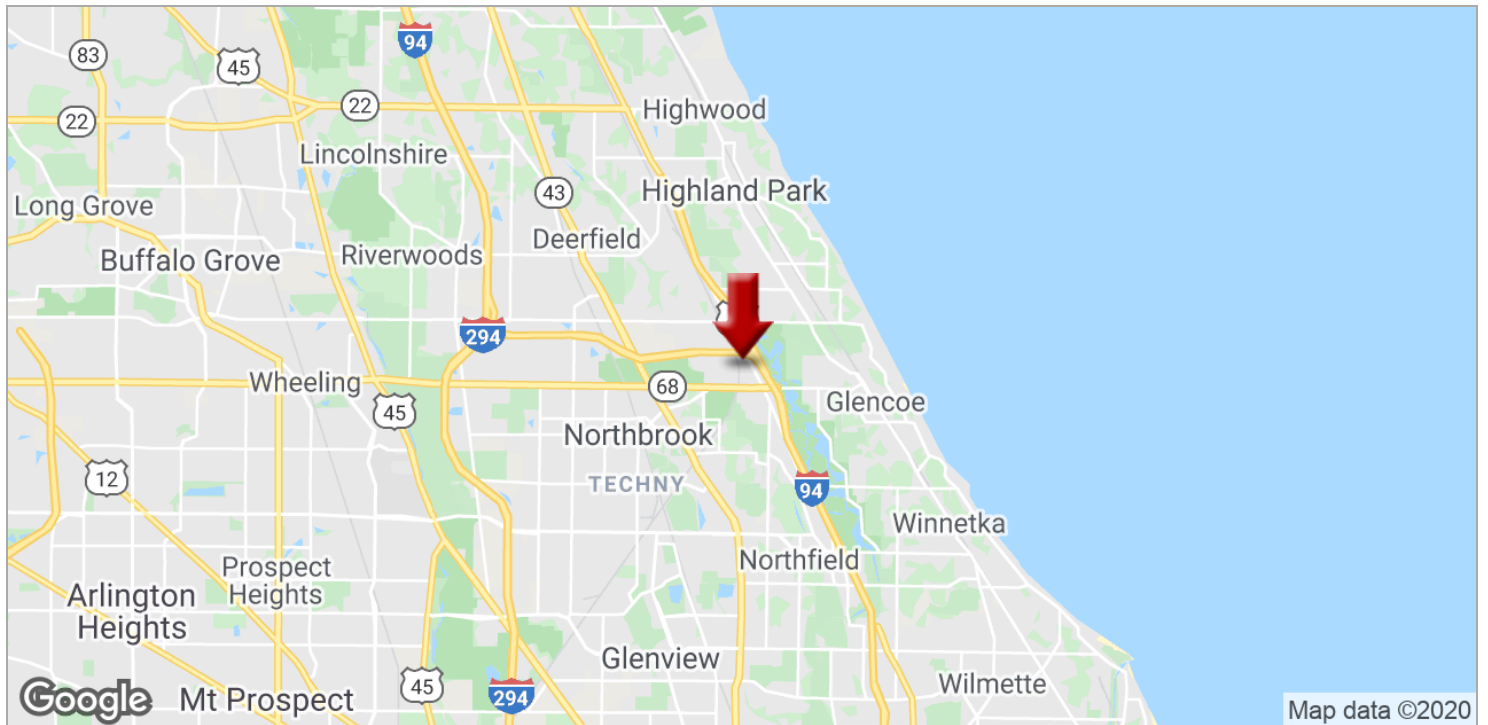 94
83
45
22
Highwood
22
Lincolnshire
43
Highland Park
Long Grove
Deerfield
Riverwoods
Buffalo Grove
294
Wheeling
68
Glencoe
45
Northbrook
12
TECHNY
94
Winnetka
Northfield
Prospect
Heights
Arlington
Heights
Glenview
Wilmette
45
294
Google
Mt Prospect
Map data ©2020